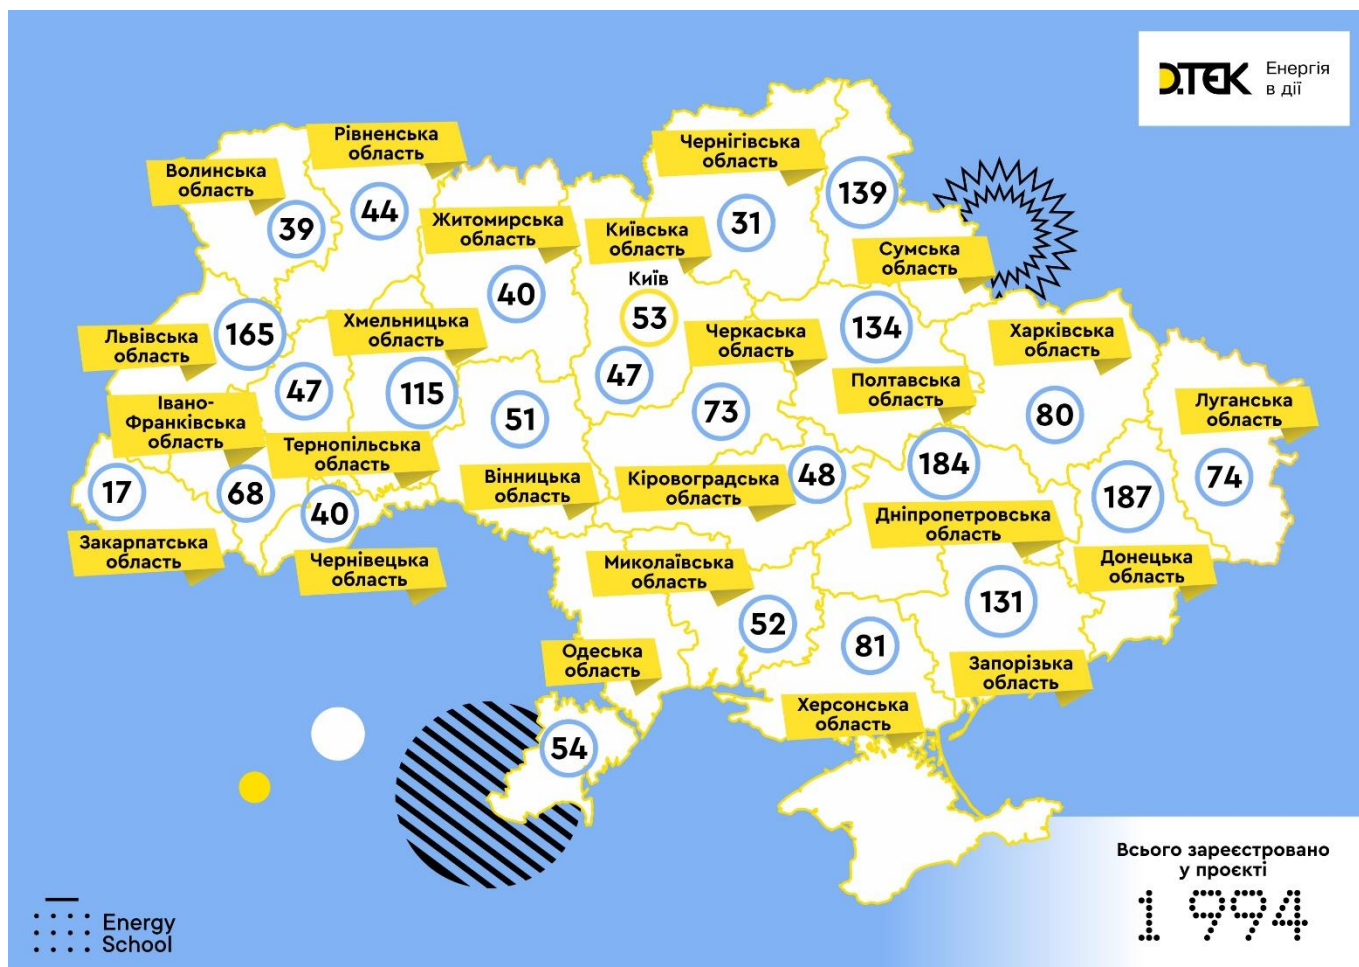 D.TEK
Енергія
в дії
Рівненська
область
Чернігівська
область
Волинська
область
139
44
Житомирська
область
Київська
область
31
39
Сумська
область
Київ
40
53
Хмельницька
область
Черкаська
область
134
Харківська
область
Львівська
область
165
47
115
47
Полтавська
область
Івано-
Франківська
область
51
73
80
Луганська
область
Тернопільська
область
17
68
Вінницька
область
Кіровоградська
область
48
184
187
74
40
Дніпропетровська
область
Закарпатська
область
Чернівецька
область
Миколаївська
область
Донецька
область
131
52
81
Одеська
область
Запорізька
область
Херсонська
область
54
Всього зареєстровано
у проєкті
1 994
Energy
School